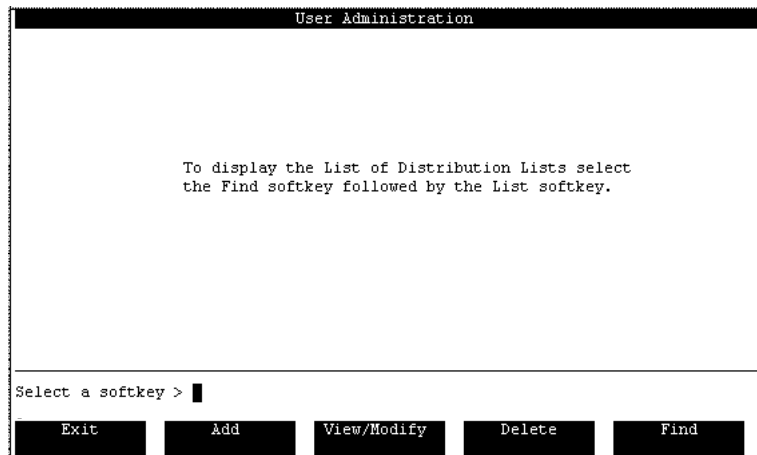 User Administration
To display the List of Distribution Lists select
the Find softkey followed by the List softkey.
Select a softkey >
Exit Add View/Modify Delete Find